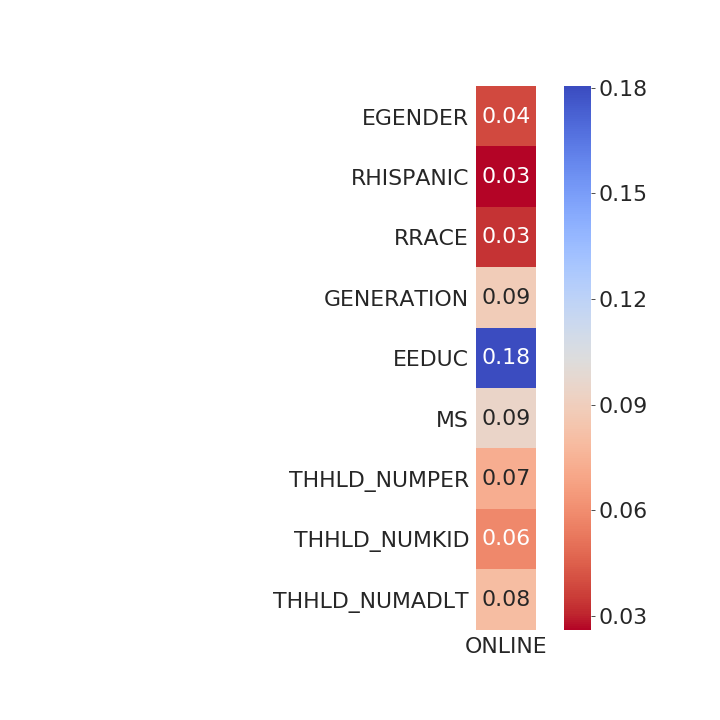 EGENDER 0.04
RHISPANIC 0.03
RRACE 0.03
GENERATION 0.09
EEDUC 0.18
MS 0.09
THHLD_NUMPER 0.07
THHLD_NUMKID 0.06
THHLD_NUMADLT 0.08
ONLINE
0.18
0.15
0.12
0.09
0.06
0.03